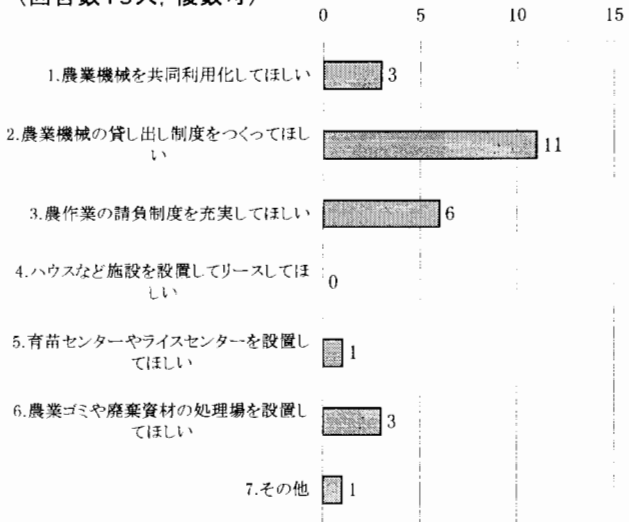 (回答数15人, 複数可)
0 5 10 15
1.農業機械を共同利用化してほしい 3
2.農業機械の貸し出し制度をつくってほし
い 11
3.農作業の請負制度を充実してほしい 6
4.ハウスなど施設を設置してリースしてほ
しい 0
5.育苗センターやライスセンターを設置し
てほしい 1
6.農業ゴミや廃棄資材の処理場を設置し
てほしい 3
7.その他 1